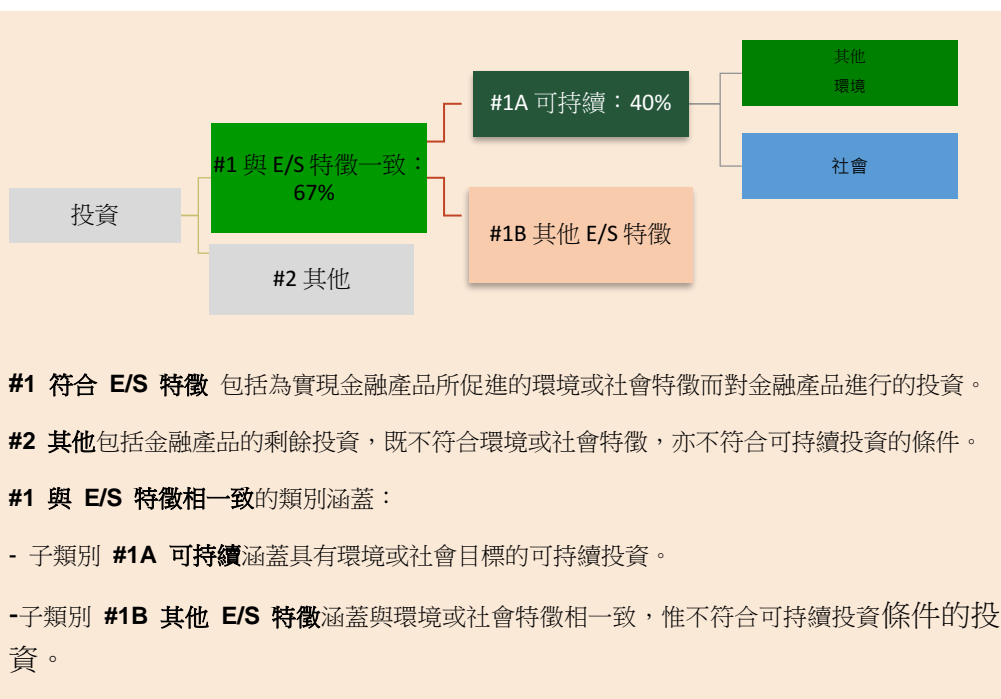 其他
環境
#1A 可持續：40%
#1 與 E/S 特徵一致：
67%
社會
投資
#1B 其他 E/S 特徵
#2 其他
#1 符合 E/S 特徵 包括為實現金融產品所促進的環境或社會特徵而對金融產品進行的投資。
#2 其他包括金融產品的剩餘投資，既不符合環境或社會特徵，亦不符合可持續投資的條件。
#1 與 E/S 特徵相一致的類別涵蓋：
- 子類別 #1A 可持續涵蓋具有環境或社會目標的可持續投資。
-子類別 #1B 其他 E/S 特徵涵蓋與環境或社會特徵相一致，惟不符合可持續投資條件的投
資。